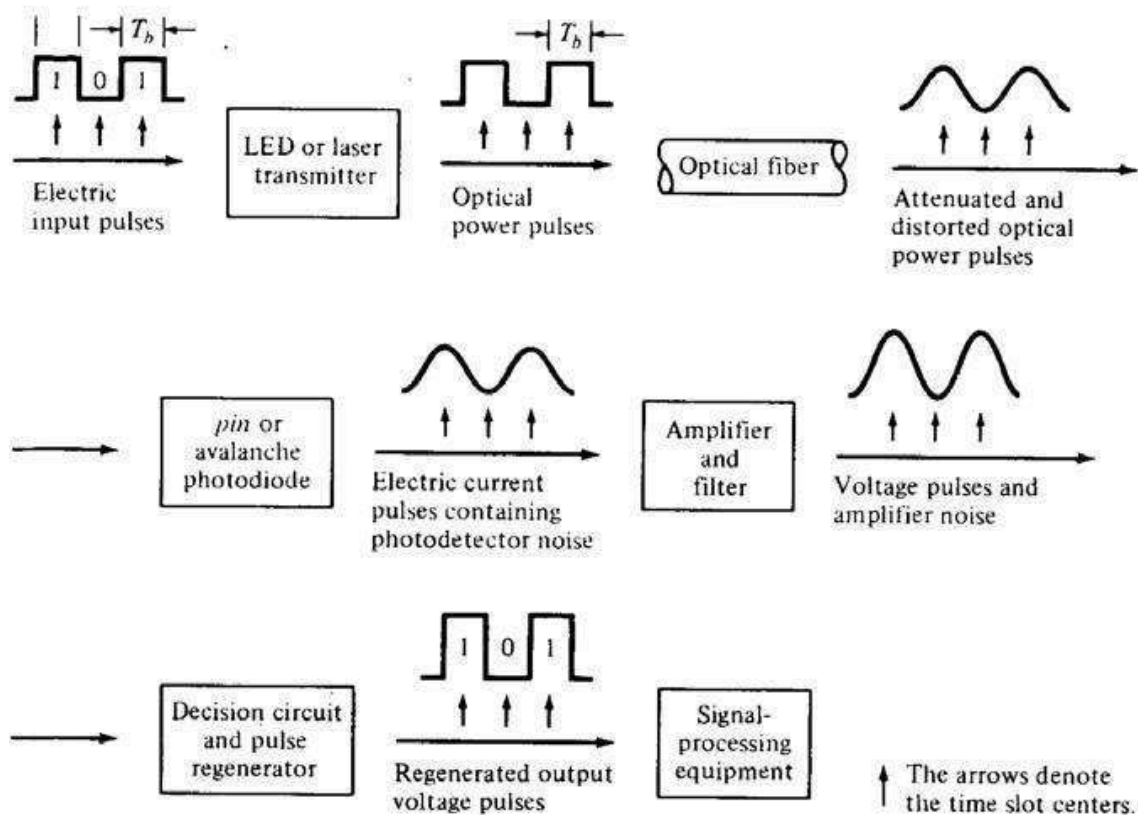 T_b
1 0 1
Electric
input pulses
LED or laser
transmitter
T_b
Optical
power pulses
Optical fiber
Attenuated and
distorted optical
power pulses
pin or
avalanche
photodiode
Electric current
pulses containing
photodetector noise
Amplifier
and
filter
Voltage pulses and
amplifier noise
Decision circuit
and pulse
regenerator
1 0 1
Regenerated output
voltage pulses
Signal-
processing
equipment
The arrows denote
the time slot centers.